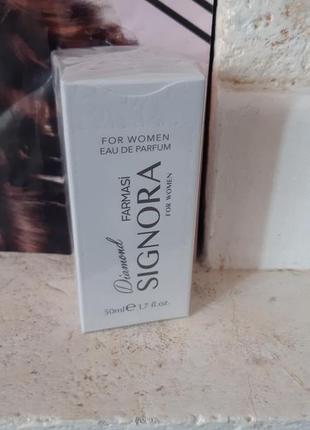 FOR WOMEN
EAU DE PARFUM
Diamond
FARMASİ
SIGNORA
FOR WOMEN
50ml e 1.7 fl.oz.